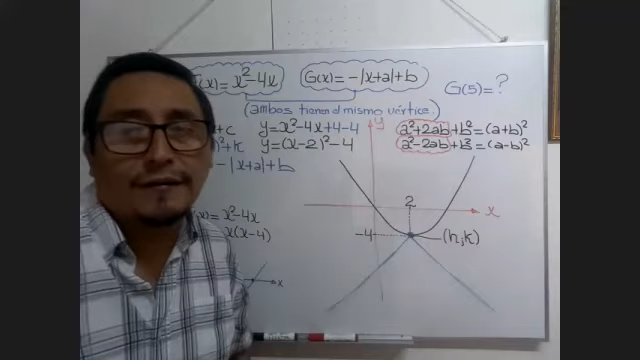 F(x)= x²-4x G(x)= -|x+a|+b G(5)=?
(ambos tienen el mismo vértice)
+c y=x²-4x+4-4 y a²+2ab+b²=(a+b)²
)²+k y=(x-2)²-4 a²-2ab+b²=(a-b)²
-|x+a|+b
2
x
(x)= x²-4x
x(x-4) -4 (h,k)
x